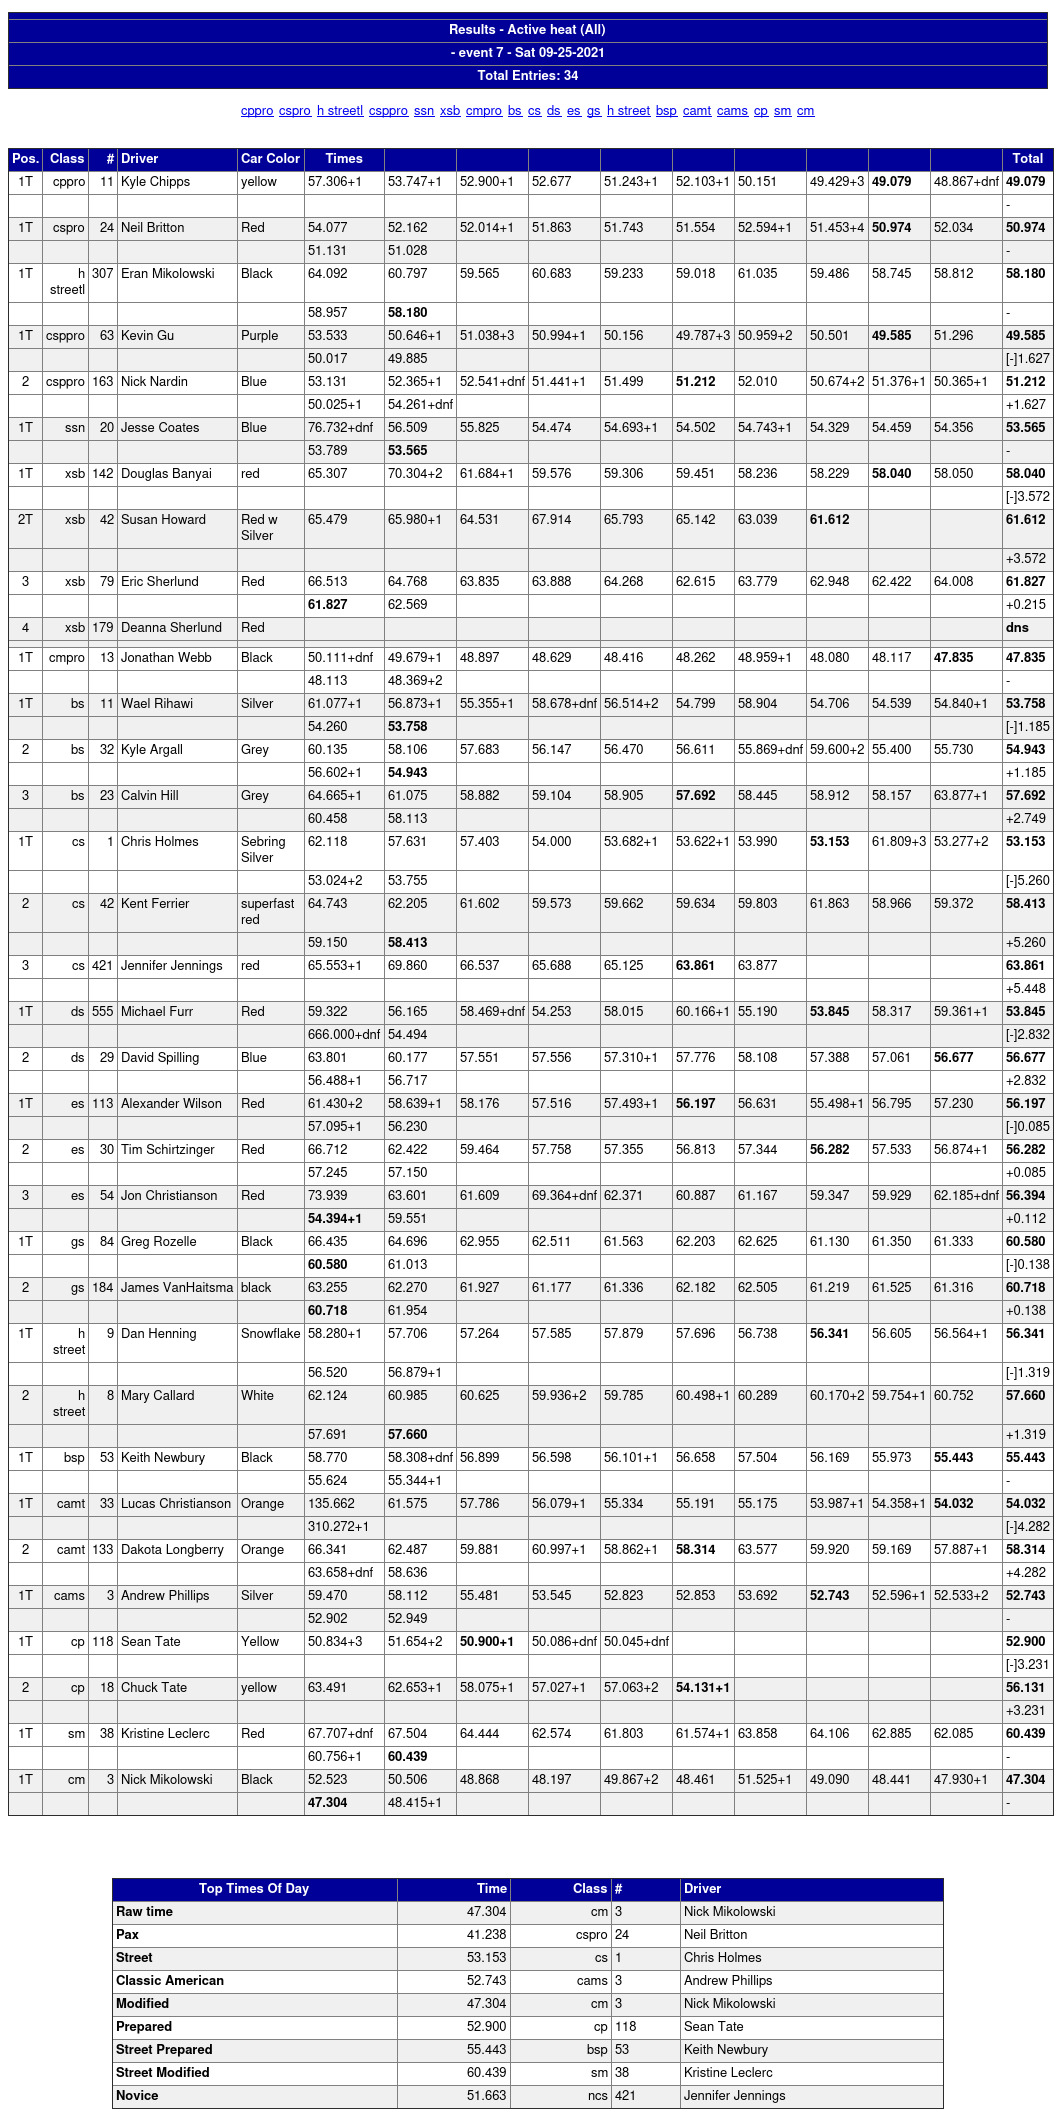 Results - Active heat (All)
- event 7 - Sat 09-25-2021
Total Entries: 34
cppro cspro h streetl csppro ssn xsb cmpro bs cs ds es gs h street bsp camt cams cp sm cm
Pos. Class # Driver Car Color Times Total
1T cppro 11 Kyle Chipps yellow 57.306+1 53.747+1 52.900+1 52.677 51.243+1 52.103+1 50.151 49.429+3 49.079 48.867+dnf 49.079
-
1T cspro 24 Neil Britton Red 54.077 52.162 52.014+1 51.863 51.743 51.554 52.594+1 51.453+4 50.974 52.034 50.974
51.131 51.028 -
1T h streetl 307 Eran Mikolowski Black 64.092 60.797 59.565 60.683 59.233 59.018 61.035 59.486 58.745 58.812 58.180
58.957 58.180 -
1T csppro 63 Kevin Gu Purple 53.533 50.646+1 51.038+3 50.994+1 50.156 49.787+3 50.959+2 50.501 49.585 51.296 49.585
50.017 49.885 [-]1.627
2 csppro 163 Nick Nardin Blue 53.131 52.365+1 52.541+dnf 51.441+1 51.499 51.212 52.010 50.674+2 51.376+1 50.365+1 51.212
50.025+1 54.261+dnf +1.627
1T ssn 20 Jesse Coates Blue 76.732+dnf 56.509 55.825 54.474 54.693+1 54.502 54.743+1 54.329 54.459 54.356 53.565
53.789 53.565 -
1T xsb 142 Douglas Banyai red 65.307 70.304+2 61.684+1 59.576 59.306 59.451 58.236 58.229 58.040 58.050 58.040
[-]3.572
2T xsb 42 Susan Howard Red w Silver 65.479 65.980+1 64.531 67.914 65.793 65.142 63.039 61.612 61.612
+3.572
3 xsb 79 Eric Sherlund Red 66.513 64.768 63.835 63.888 64.268 62.615 63.779 62.948 62.422 64.008 61.827
61.827 62.569 +0.215
4 xsb 179 Deanna Sherlund Red dns
1T cmpro 13 Jonathan Webb Black 50.111+dnf 49.679+1 48.897 48.629 48.416 48.262 48.959+1 48.080 48.117 47.835 47.835
48.113 48.369+2 -
1T bs 11 Wael Rihawi Silver 61.077+1 56.873+1 55.355+1 58.678+dnf 56.514+2 54.799 58.904 54.706 54.539 54.840+1 53.758
54.260 53.758 [-]1.185
2 bs 32 Kyle Argall Grey 60.135 58.106 57.683 56.147 56.470 56.611 55.869+dnf 59.600+2 55.400 55.730 54.943
56.602+1 54.943 +1.185
3 bs 23 Calvin Hill Grey 64.665+1 61.075 58.882 59.104 58.905 57.692 58.445 58.912 58.157 63.877+1 57.692
60.458 58.113 +2.749
1T cs 1 Chris Holmes Sebring Silver 62.118 57.631 57.403 54.000 53.682+1 53.622+1 53.990 53.153 61.809+3 53.277+2 53.153
53.024+2 53.755 [-]5.260
2 cs 42 Kent Ferrier superfast red 64.743 62.205 61.602 59.573 59.662 59.634 59.803 61.863 58.966 59.372 58.413
59.150 58.413 +5.260
3 cs 421 Jennifer Jennings red 65.553+1 69.860 66.537 65.688 65.125 63.861 63.877 63.861
+5.448
1T ds 555 Michael Furr Red 59.322 56.165 58.469+dnf 54.253 58.015 60.166+1 55.190 53.845 58.317 59.361+1 53.845
666.000+dnf 54.494 [-]2.832
2 ds 29 David Spilling Blue 63.801 60.177 57.551 57.556 57.310+1 57.776 58.108 57.388 57.061 56.677 56.677
56.488+1 56.717 +2.832
1T es 113 Alexander Wilson Red 61.430+2 58.639+1 58.176 57.516 57.493+1 56.197 56.631 55.498+1 56.795 57.230 56.197
57.095+1 56.230 [-]0.085
2 es 30 Tim Schirtzinger Red 66.712 62.422 59.464 57.758 57.355 56.813 57.344 56.282 57.533 56.874+1 56.282
57.245 57.150 +0.085
3 es 54 Jon Christianson Red 73.939 63.601 61.609 69.364+dnf 62.371 60.887 61.167 59.347 59.929 62.185+dnf 56.394
54.394+1 59.551 +0.112
1T gs 84 Greg Rozelle Black 66.435 64.696 62.955 62.511 61.563 62.203 62.625 61.130 61.350 61.333 60.580
60.580 61.013 [-]0.138
2 gs 184 James VanHaitsma black 63.255 62.270 61.927 61.177 61.336 62.182 62.505 61.219 61.525 61.316 60.718
60.718 61.954 +0.138
1T h street 9 Dan Henning Snowflake 58.280+1 57.706 57.264 57.585 57.879 57.696 56.738 56.341 56.605 56.564+1 56.341
56.520 56.879+1 [-]1.319
2 h street 8 Mary Callard White 62.124 60.985 60.625 59.936+2 59.785 60.498+1 60.289 60.170+2 59.754+1 60.752 57.660
57.691 57.660 +1.319
1T bsp 53 Keith Newbury Black 58.770 58.308+dnf 56.899 56.598 56.101+1 56.658 57.504 56.169 55.973 55.443 55.443
55.624 55.344+1 -
1T camt 33 Lucas Christianson Orange 135.662 61.575 57.786 56.079+1 55.334 55.191 55.175 53.987+1 54.358+1 54.032 54.032
310.272+1 [-]4.282
2 camt 133 Dakota Longberry Orange 66.341 62.487 59.881 60.997+1 58.862+1 58.314 63.577 59.920 59.169 57.887+1 58.314
63.658+dnf 58.636 +4.282
1T cams 3 Andrew Phillips Silver 59.470 58.112 55.481 53.545 52.823 52.853 53.692 52.743 52.596+1 52.533+2 52.743
52.902 52.949 -
1T cp 118 Sean Tate Yellow 50.834+3 51.654+2 50.900+1 50.086+dnf 50.045+dnf 52.900
[-]3.231
2 cp 18 Chuck Tate yellow 63.491 62.653+1 58.075+1 57.027+1 57.063+2 54.131+1 56.131
+3.231
1T sm 38 Kristine Leclerc Red 67.707+dnf 67.504 64.444 62.574 61.803 61.574+1 63.858 64.106 62.885 62.085 60.439
60.756+1 60.439 -
1T cm 3 Nick Mikolowski Black 52.523 50.506 48.868 48.197 49.867+2 48.461 51.525+1 49.090 48.441 47.930+1 47.304
47.304 48.415+1 -
Top Times Of Day Time Class # Driver
Raw time 47.304 cm 3 Nick Mikolowski
Pax 41.238 cspro 24 Neil Britton
Street 53.153 cs 1 Chris Holmes
Classic American 52.743 cams 3 Andrew Phillips
Modified 47.304 cm 3 Nick Mikolowski
Prepared 52.900 cp 118 Sean Tate
Street Prepared 55.443 bsp 53 Keith Newbury
Street Modified 60.439 sm 38 Kristine Leclerc
Novice 51.663 ncs 421 Jennifer Jennings